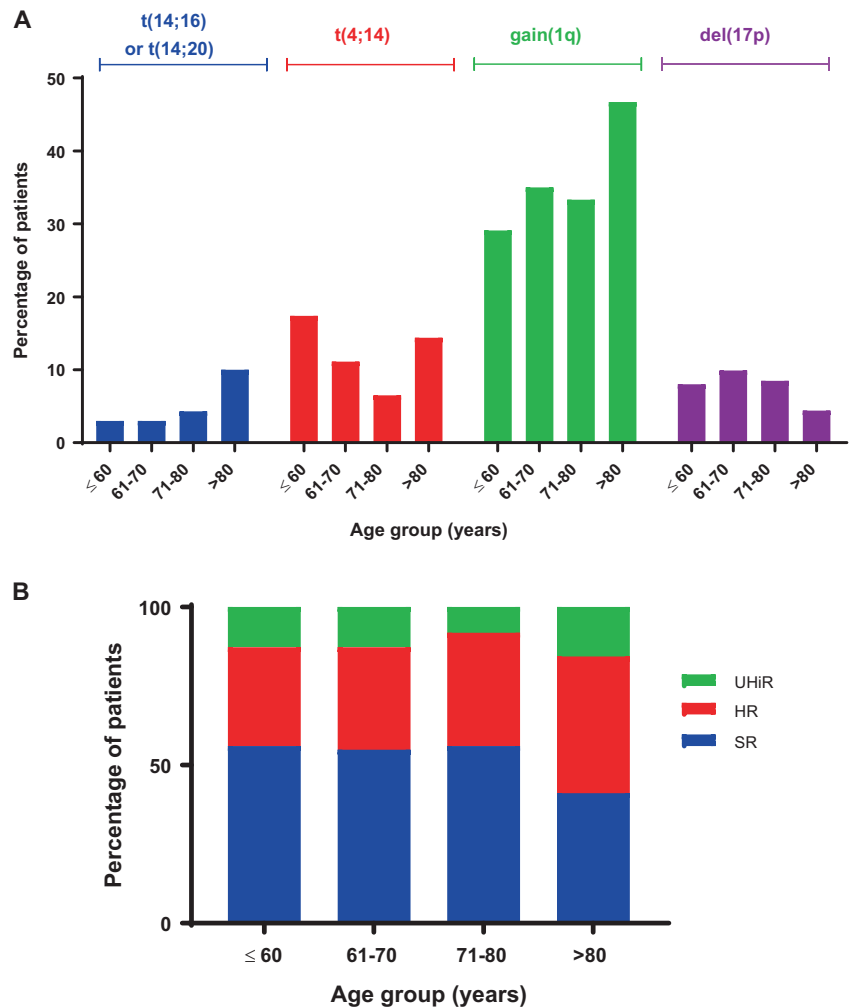 A
t(14;16)
or t(14;20)
t(4;14)
gain(1q)
del(17p)
Percentage of patients
50
40
30
20
10
0
≤ 60
61-70
71-80
>80
≤ 60
61-70
71-80
>80
≤ 60
61-70
71-80
>80
≤ 60
61-70
71-80
>80
Age group (years)
B
Percentage of patients
100
50
0
≤ 60
61-70
71-80
>80
Age group (years)
UHiR
HR
SR